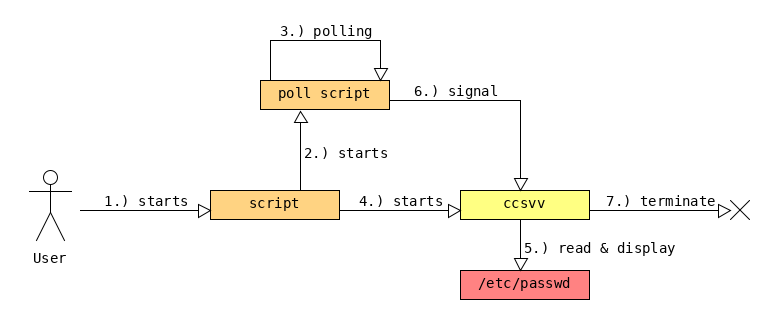 3.) polling
poll script
6.) signal
2.) starts
1.) starts
script
4.) starts
ccsvv
7.) terminate
User
5.) read & display
/etc/passwd